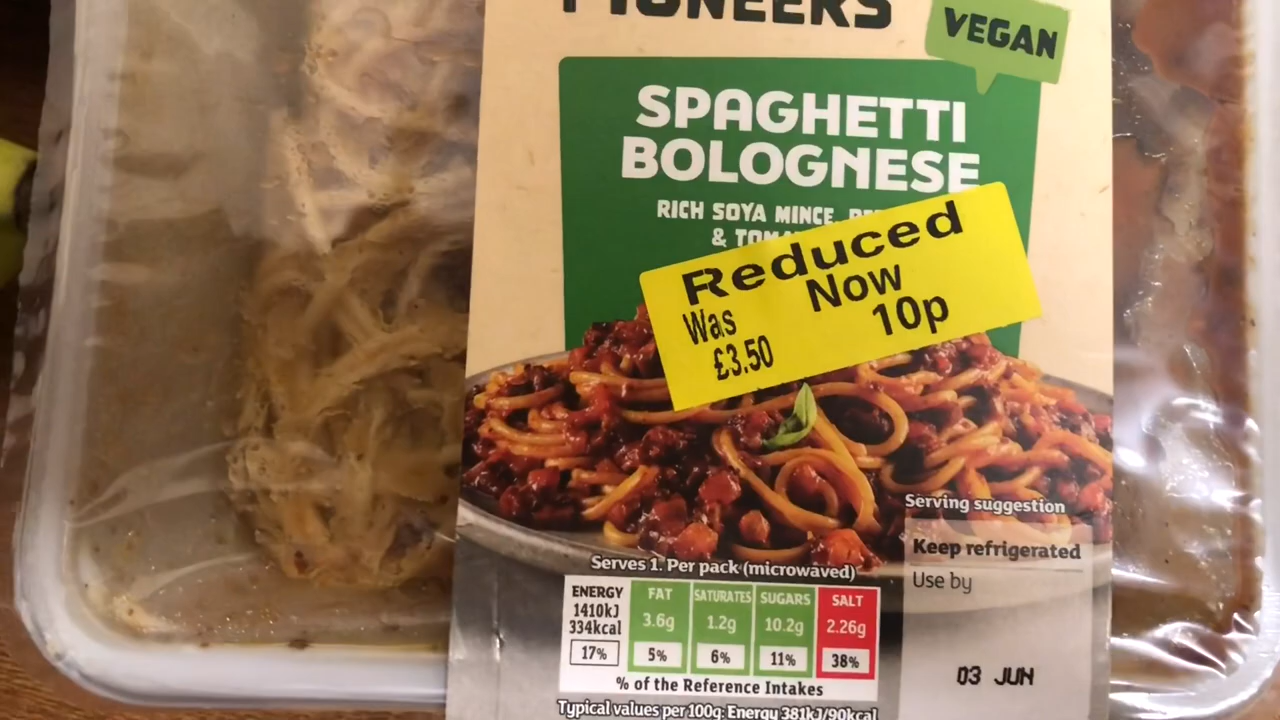 PIONEERS
VEGAN
SPAGHETTI
BOLOGNESE
RICH SOYA MINCE,
&
Reduced
Now
Was
10p
£3.50
Serving suggestion
Keep refrigerated
Use by
03 JUN
Serves 1. Per pack (microwaved)
ENERGY FAT SATURATES SUGARS SALT
1410kJ
334kcal 3.6g 1.2g 10.2g 2.26g
17% 5% 6% 11% 38%
% of the Reference Intakes
Typical values per 100g: Energy 381kJ/90kcal